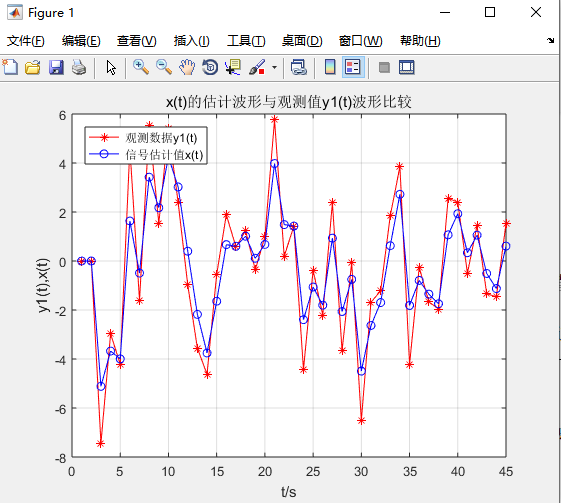 Figure 1
文件(F) 编辑(E) 查看(V) 插入(I) 工具(T) 桌面(D) 窗口(W) 帮助(H)
x(t)的估计波形与观测值y1(t)波形比较
观测数据y1(t)
信号估计值x(t)
y1(t),x(t)
6
4
2
0
-2
-4
-6
-8
0 5 10 15 20 25 30 35 40 45
t/s